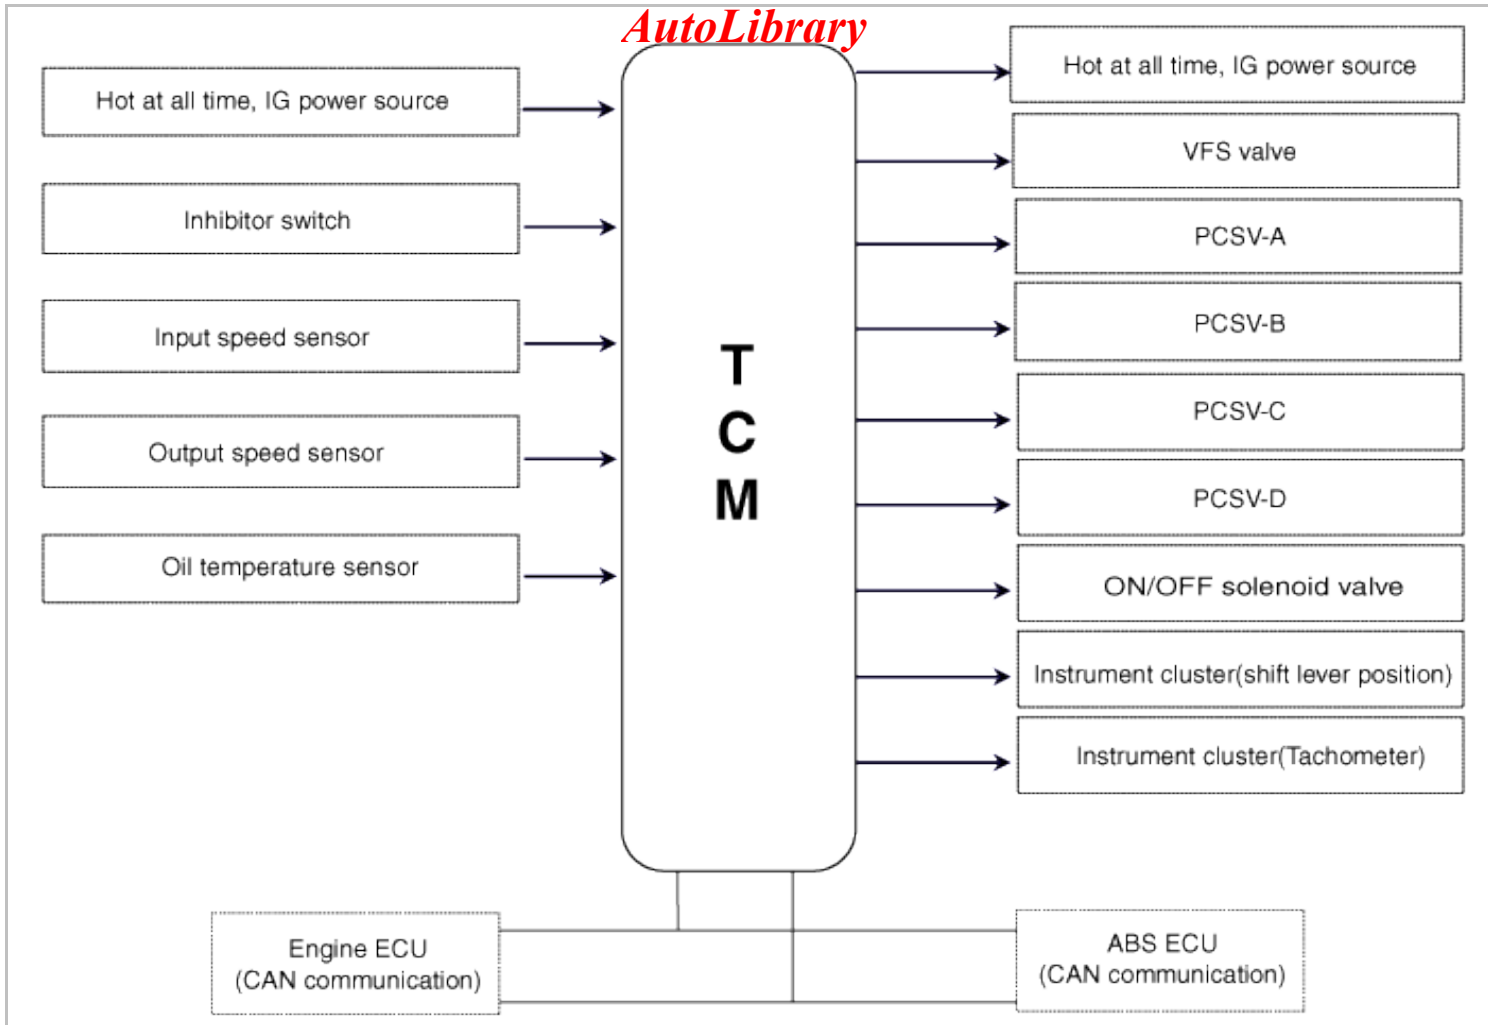 AutoLibrary
Hot at all time, IG power source
Inhibitor switch
Input speed sensor
Output speed sensor
Oil temperature sensor
T
C
M
Hot at all time, IG power source
VFS valve
PCSV-A
PCSV-B
PCSV-C
PCSV-D
ON/OFF solenoid valve
Instrument cluster(shift lever position)
Instrument cluster(Tachometer)
Engine ECU
(CAN communication)
ABS ECU
(CAN communication)